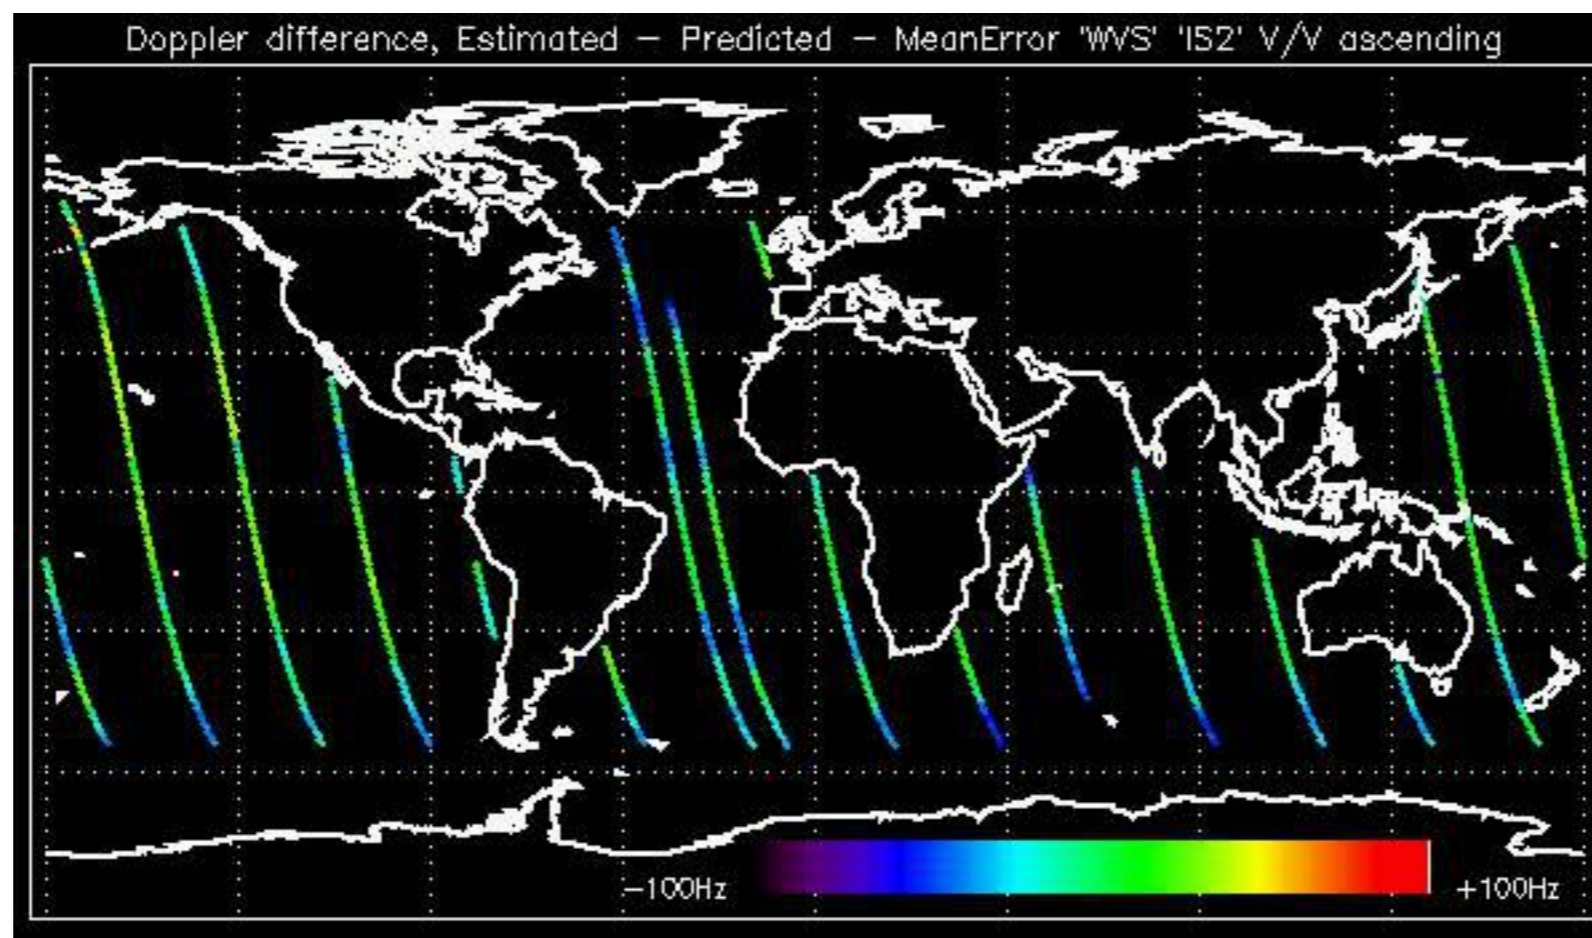 Doppler difference, Estimated – Predicted – MeanError 'WVS' 'IS2' V/V ascending
–100Hz
+100Hz